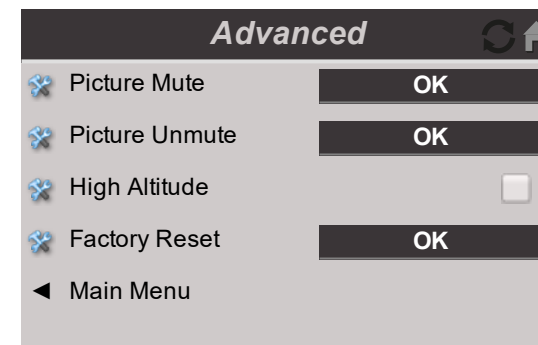 Advanced
Picture Mute OK
Picture Unmute OK
High Altitude
Factory Reset OK
Main Menu